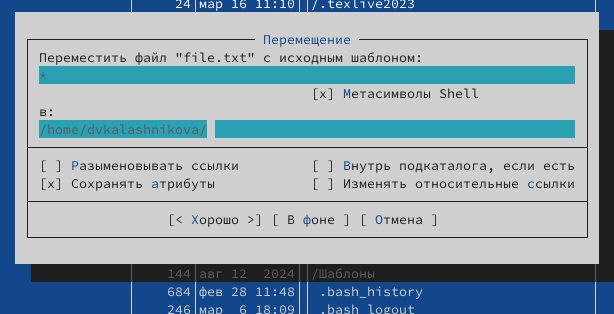 24 мар 16 11:10 /.texlive2023
Перемещение
Переместить файл "file.txt" с исходным шаблоном:
*
[x] Метасимволы Shell
в:
/home/dvkalashnikova/
[ ] Разыменовывать ссылки [ ] Внутрь подкаталога, если есть
[x] Сохранять атрибуты [ ] Изменять относительные ссылки
[< Хорошо >] [ В фоне ] [ Отмена ]
144 авг 12 2024 /Шаблоны
684 фев 28 11:48 .bash_history
246 мар 6 18:09 .bash_logout